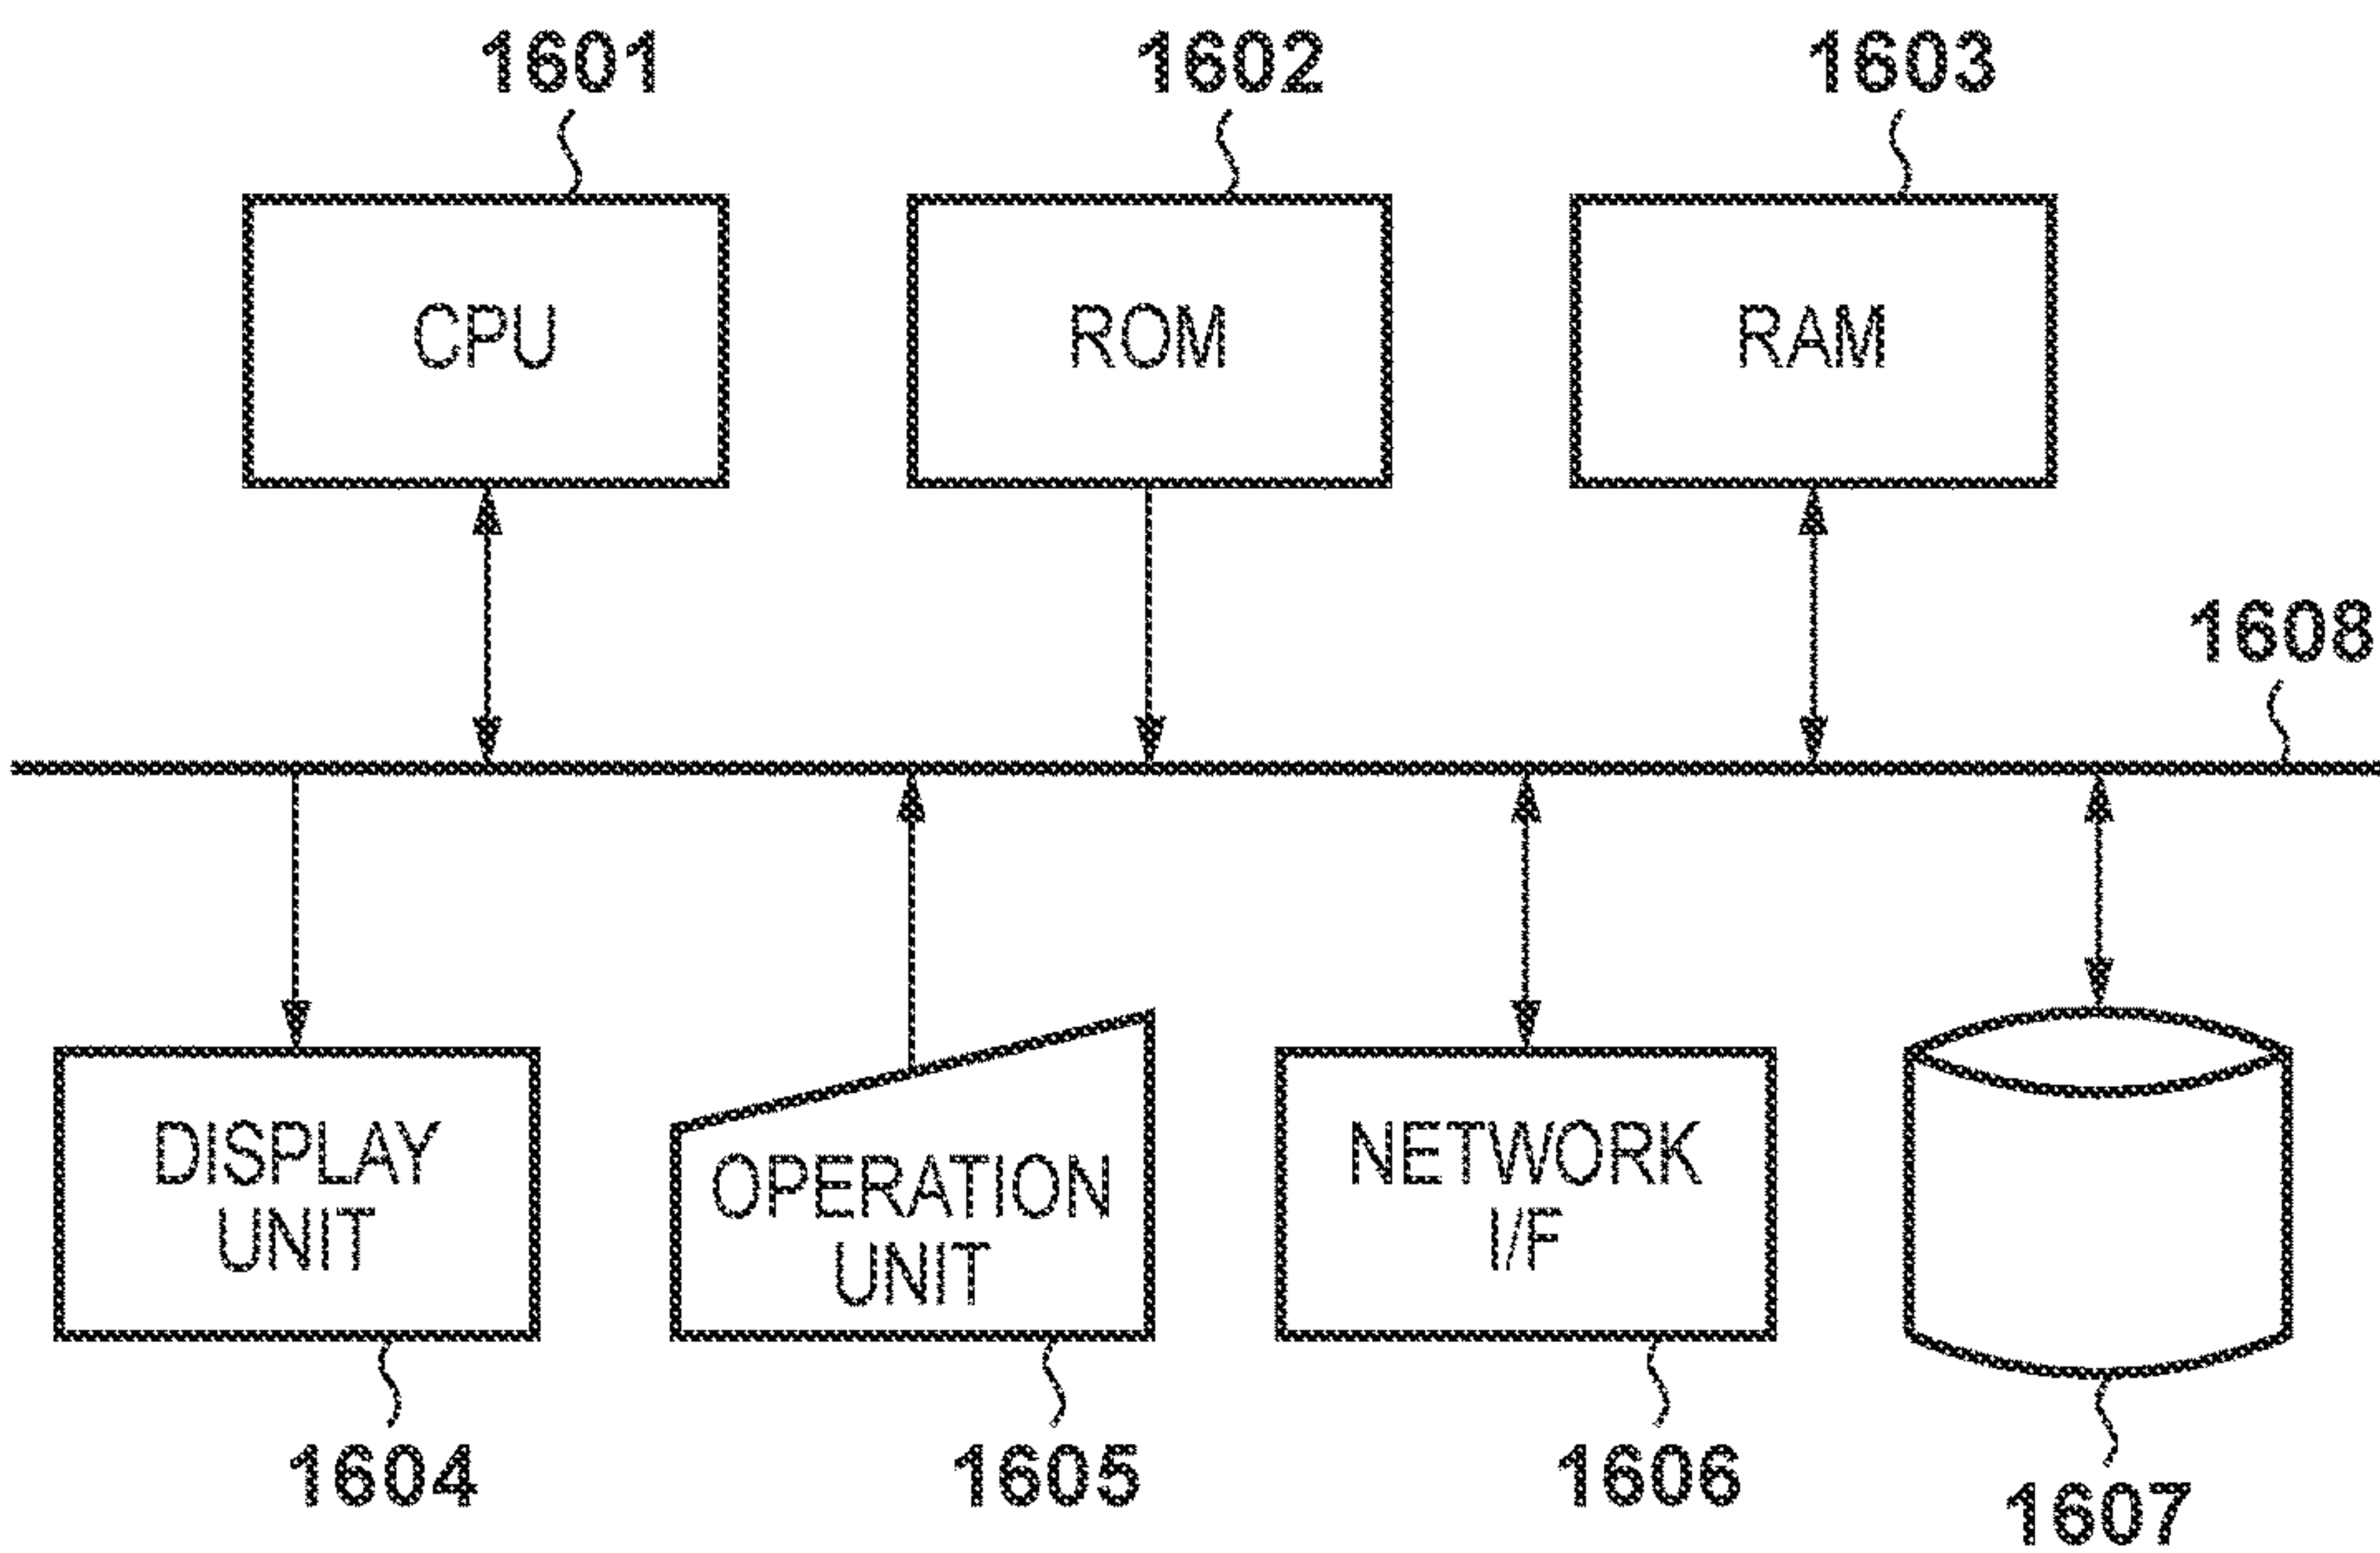 1601
1602
1603
CPU
ROM
RAM
1608
DISPLAY
UNIT
OPERATION
UNIT
NETWORK
I/F
1604
1605
1606
1607